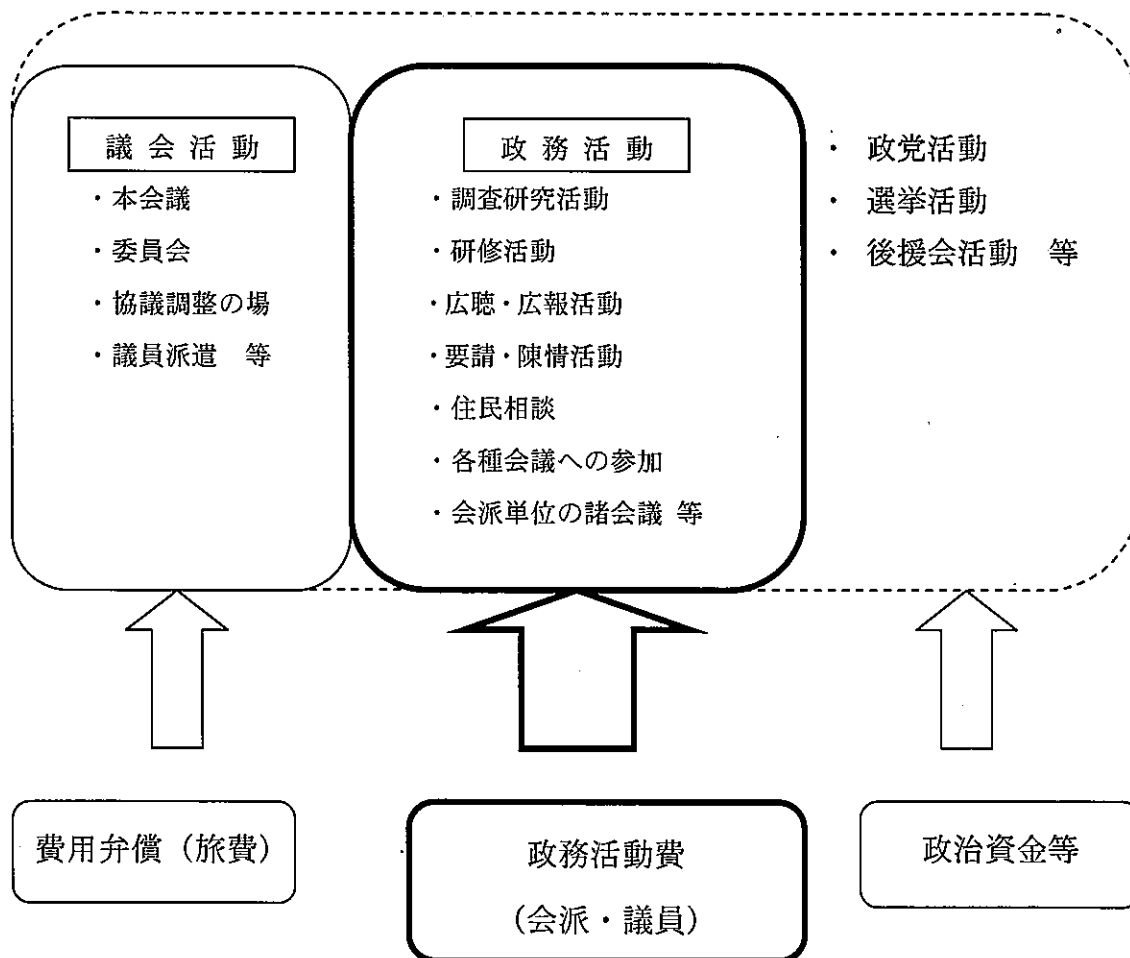 議会活動
・本会議
・委員会
・協議調整の場
・議員派遣　等
政務活動
・調査研究活動
・研修活動
・広聴・広報活動
・要請・陳情活動
・住民相談
・各種会議への参加
・会派単位の諸会議 等
・ 政党活動
・ 選挙活動
・ 後援会活動　等
費用弁償（旅費）
政務活動費
（会派・議員）
政治資金等